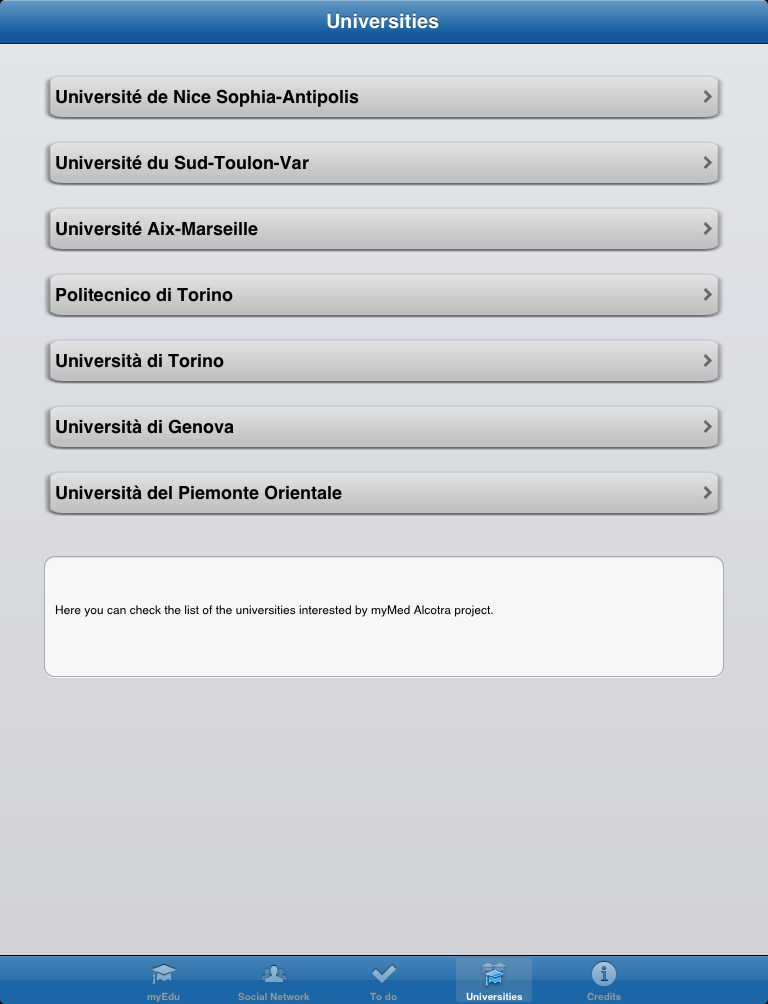 Universities
Université de Nice Sophia-Antipolis
Université du Sud-Toulon-Var
Université Aix-Marseille
Politecnico di Torino
Università di Torino
Università di Genova
Università del Piemonte Orientale
Here you can check the list of the universities interested by myMed Alcotra project.
myEdu
Social Network
To do
Universities
Credits